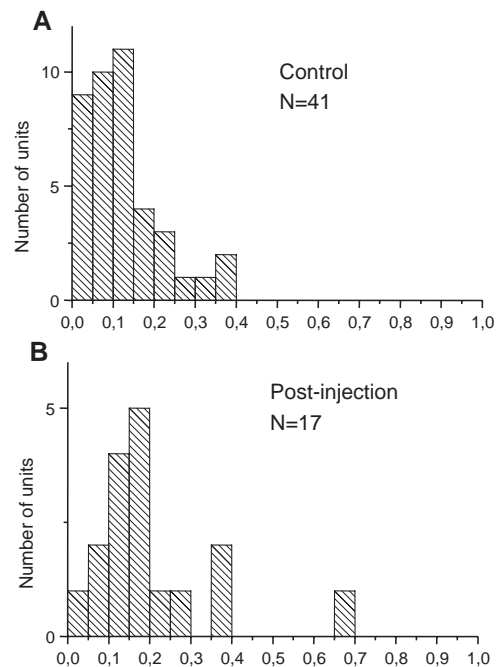 A
Control
N=41
Number of units
10
5
0
0,0 0,1 0,2 0,3 0,4 0,5 0,6 0,7 0,8 0,9 1,0
B
Post-injection
N=17
Number of units
5
0
0,0 0,1 0,2 0,3 0,4 0,5 0,6 0,7 0,8 0,9 1,0